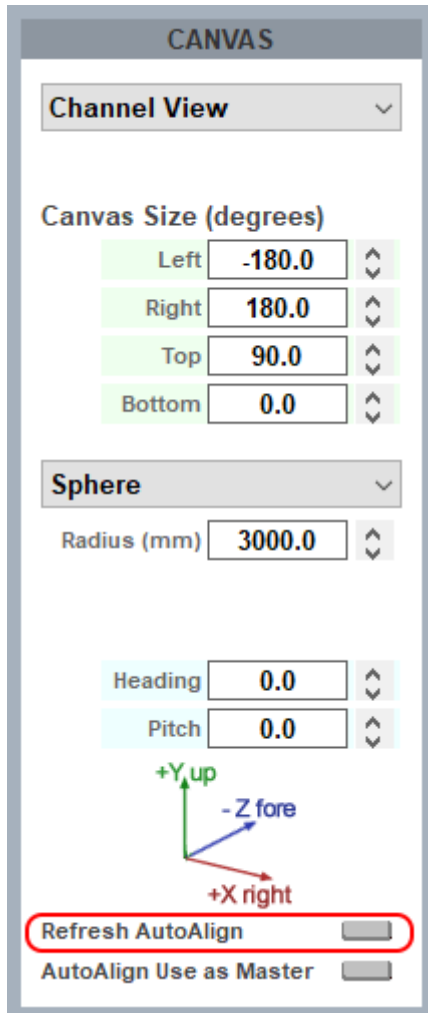 CANVAS
Channel View
Canvas Size (degrees)
Left -180.0
Right 180.0
Top 90.0
Bottom 0.0
Sphere
Radius (mm) 3000.0
Heading 0.0
Pitch 0.0
+Y up
- Z fore
+X right
Refresh AutoAlign
AutoAlign Use as Master